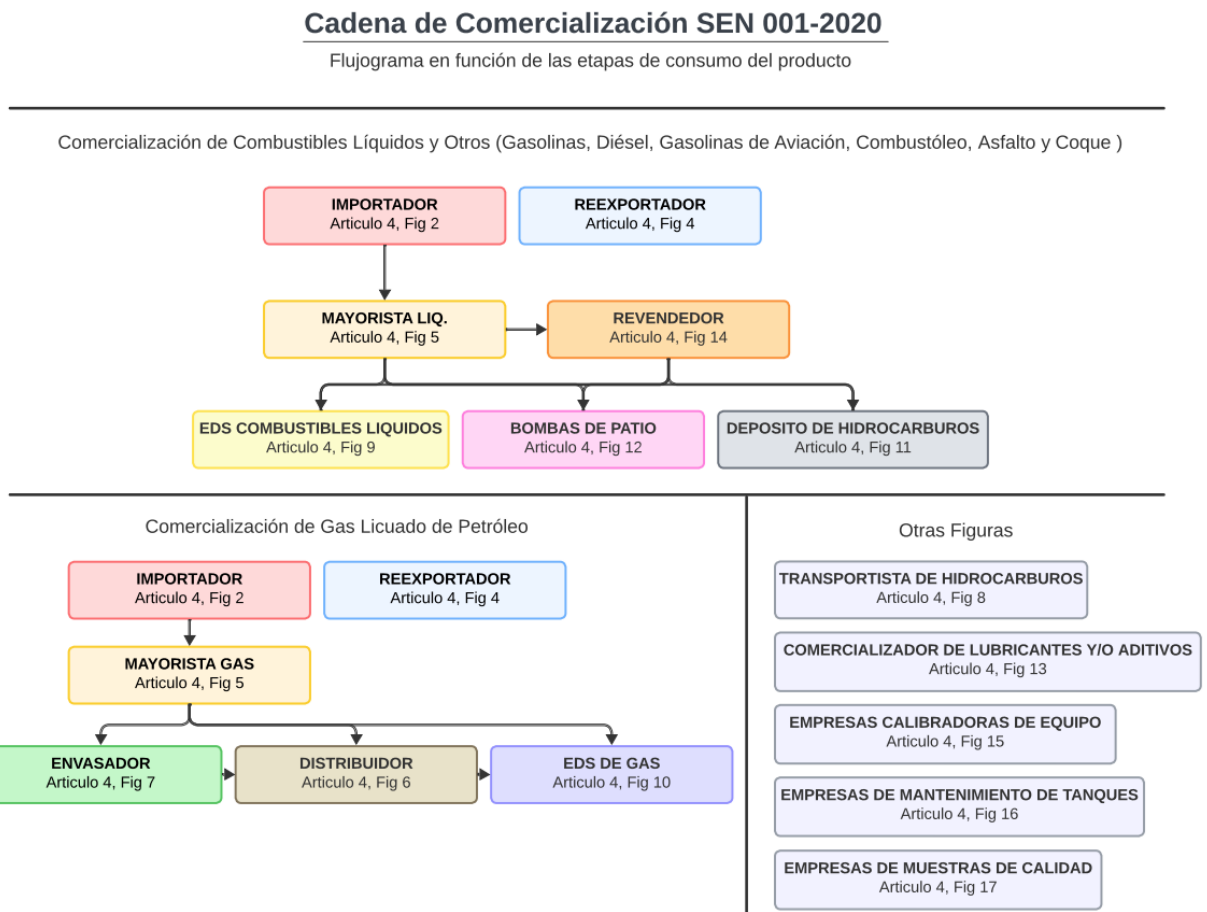 Cadena de Comercialización SEN 001-2020
Flujograma en función de las etapas de consumo del producto
Comercialización de Combustibles Líquidos y Otros (Gasolinas, Diésel, Gasolinas de Aviación, Combustóleo, Asfalto y Coque )
IMPORTADOR
Articulo 4, Fig 2
REEXPORTADOR
Articulo 4, Fig 4
MAYORISTA LIQ.
Articulo 4, Fig 5
REVENDEDOR
Articulo 4, Fig 14
EDS COMBUSTIBLES LIQUIDOS
Articulo 4, Fig 9
BOMBAS DE PATIO
Articulo 4, Fig 12
DEPOSITO DE HIDROCARBUROS
Articulo 4, Fig 11
Comercialización de Gas Licuado de Petróleo
IMPORTADOR
Articulo 4, Fig 2
REEXPORTADOR
Articulo 4, Fig 4
MAYORISTA GAS
Articulo 4, Fig 5
ENVASADOR
Articulo 4, Fig 7
DISTRIBUIDOR
Articulo 4, Fig 6
EDS DE GAS
Articulo 4, Fig 10
Otras Figuras
TRANSPORTISTA DE HIDROCARBUROS
Articulo 4, Fig 8
COMERCIALIZADOR DE LUBRICANTES Y/O ADITIVOS
Articulo 4, Fig 13
EMPRESAS CALIBRADORAS DE EQUIPO
Articulo 4, Fig 15
EMPRESAS DE MANTENIMIENTO DE TANQUES
Articulo 4, Fig 16
EMPRESAS DE MUESTRAS DE CALIDAD
Articulo 4, Fig 17